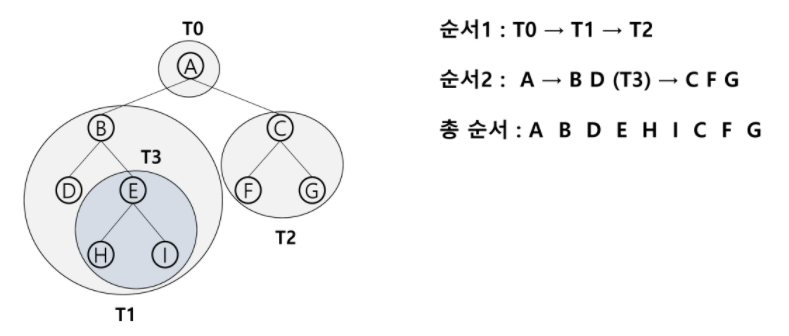 T0
A
B
C
T3
D
E
F
G
H
I
T2
T1
순서1 : T0 → T1 → T2
순서2 : A → B D (T3) → C F G
총 순서 : A B D E H I C F G